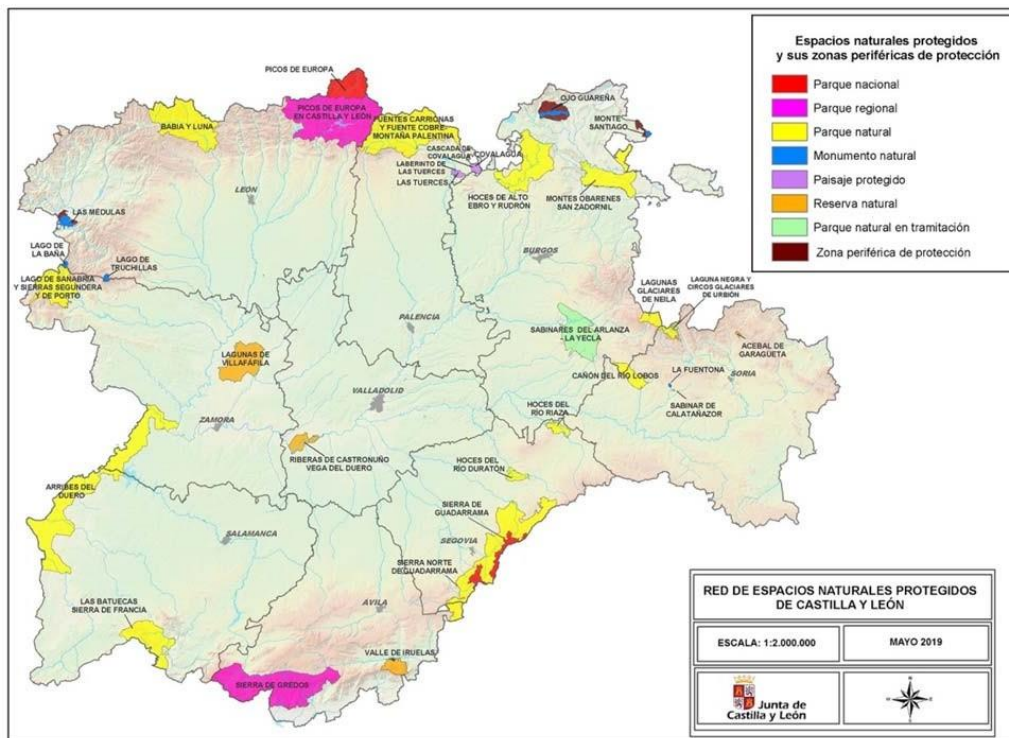 Espacios naturales protegidos
y sus zonas periféricas de protección
Parque nacional
Parque regional
Parque natural
Monumento natural
Paisaje protegido
Reserva natural
Parque natural en tramitación
Zona periférica de protección
PICOS DE EUROPA
PICOS DE EUROPA
EN CASTILLA Y LEÓN
BABIA Y LUNA
FUENTES CARRIONAS
Y FUENTE COBRE-
MONTAÑA PALENTINA
OJO GUAREÑA
MONTE
SANTIAGO
CASCADA DE
COVALAGUA
COVALAGUA
LABERINTO DE
LAS TUERCES
LAS TUERCES
HOCES DE ALTO
EBRO Y RUDRÓN
MONTES OBARENES
SAN ZADORNIL
LEON
LAS MÉDULAS
LAGO DE
LA BAÑA
LAGO DE
TRUCHILLAS
LAGO DE SANABRIA
Y SIERRAS SEGUNDERA
Y DE PORTO
BURGOS
LAGUNAS
GLACIARES
DE NEILA
LAGUNA NEGRA Y
CIRCOS GLACIARES
DE URBIÓN
PALENCIA
SABINARES DEL ARLANZA
- LA YECLA
ACEBAL DE
GARAGÜETA
LAGUNAS DE
VILLAFÁFILA
CAÑÓN DEL RÍO LOBOS
LA FUENTONA
SORIA
SABINAR DE
CALATAÑAZOR
VALLADOLID
ZAMORA
HOCES DEL
RÍO RIAZA
RIBERAS DE CASTRONUÑO
VEGA DEL DUERO
HOCES DEL
RÍO DURATÓN
ARRIBES DEL
DUERO
SIERRA DE
GUADARRAMA
SALAMANCA
SEGOVIA
SIERRA NORTE
DE GUADARRAMA
LAS BATUECAS
SIERRA DE FRANCIA
ÁVILA
VALLE DE IRUELAS
SIERRA DE GREDOS
RED DE ESPACIOS NATURALES PROTEGIDOS
DE CASTILLA Y LEÓN
ESCALA: 1:2.000.000
MAYO 2019
Junta de
Castilla y León